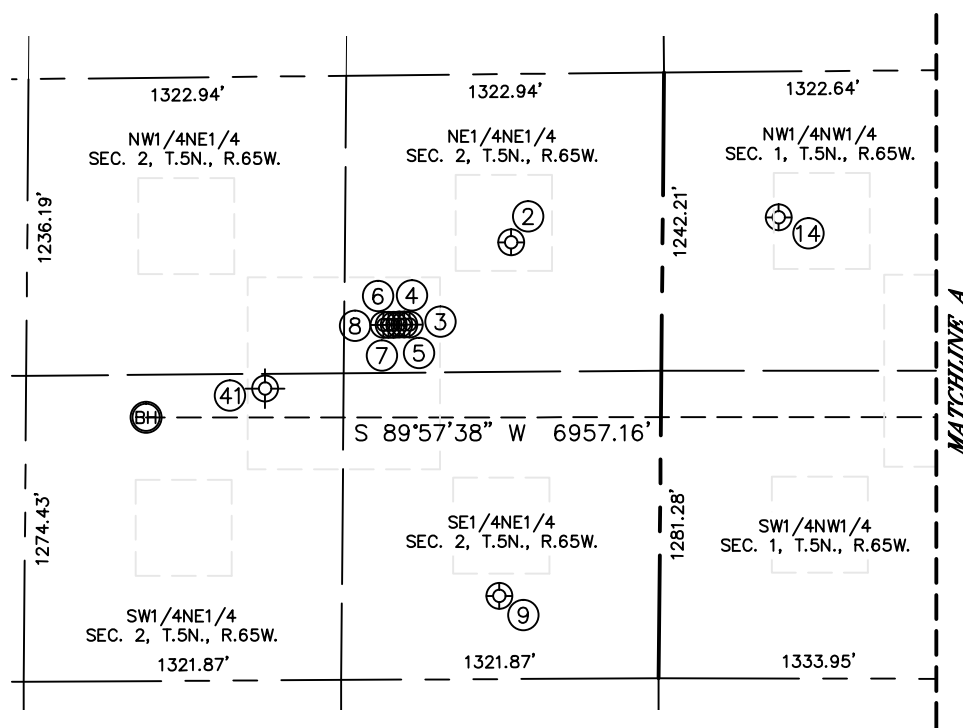 1322.94'
1322.94'
1322.64'
NW1/4NE1/4
SEC. 2, T.5N., R.65W.
NE1/4NE1/4
SEC. 2, T.5N., R.65W.
NW1/4NW1/4
SEC. 1, T.5N., R.65W.
1236.19'
1242.21'
2
14
6
4
8
3
7
5
41
BH
S 89°57'38" W 6957.16'
MATCHLINE A
1274.43'
1281.28'
SE1/4NE1/4
SEC. 2, T.5N., R.65W.
SW1/4NW1/4
SEC. 1, T.5N., R.65W.
9
SW1/4NE1/4
SEC. 2, T.5N., R.65W.
1321.87'
1321.87'
1333.95'